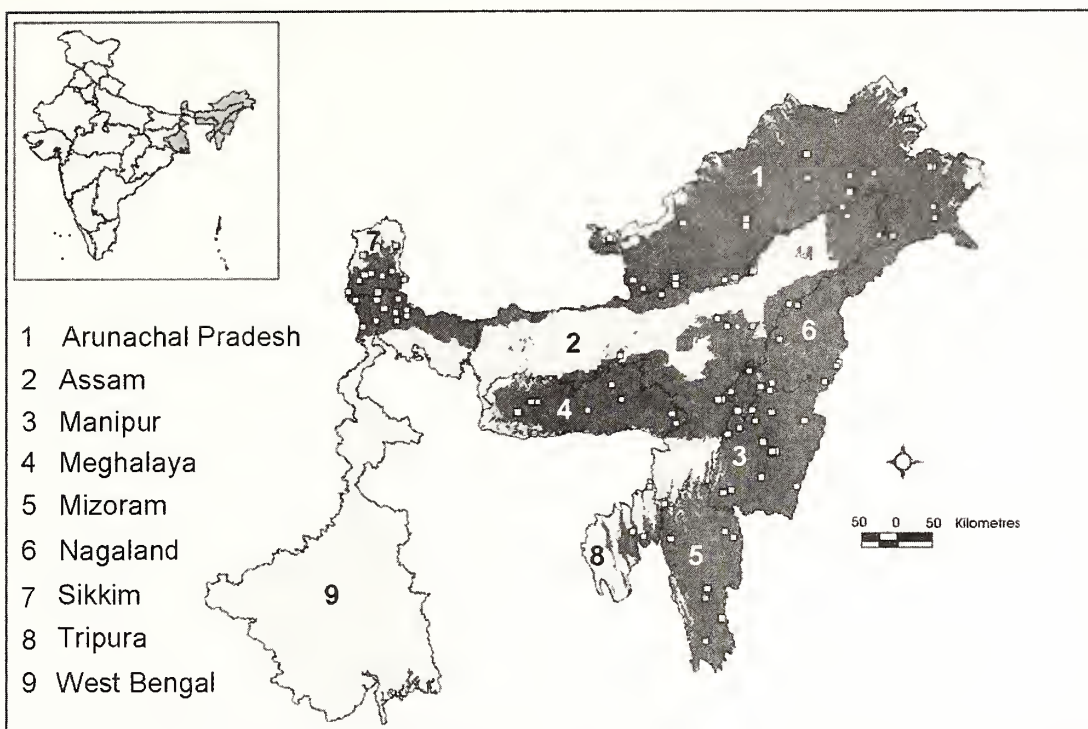 1 Arunachal Pradesh
2 Assam
3 Manipur
4 Meghalaya
5 Mizoram
6 Nagaland
7 Sikkim
8 Tripura
9 West Bengal
1
7
2
6
4
3
5
8
9
50 0 50 Kilometres